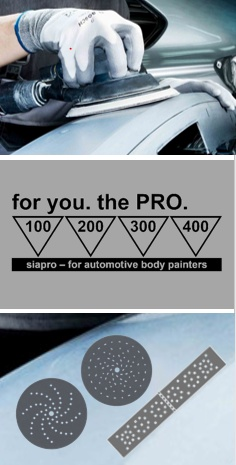 for you. the PRO.
100 200 300 400
siapro – for automotive body painters